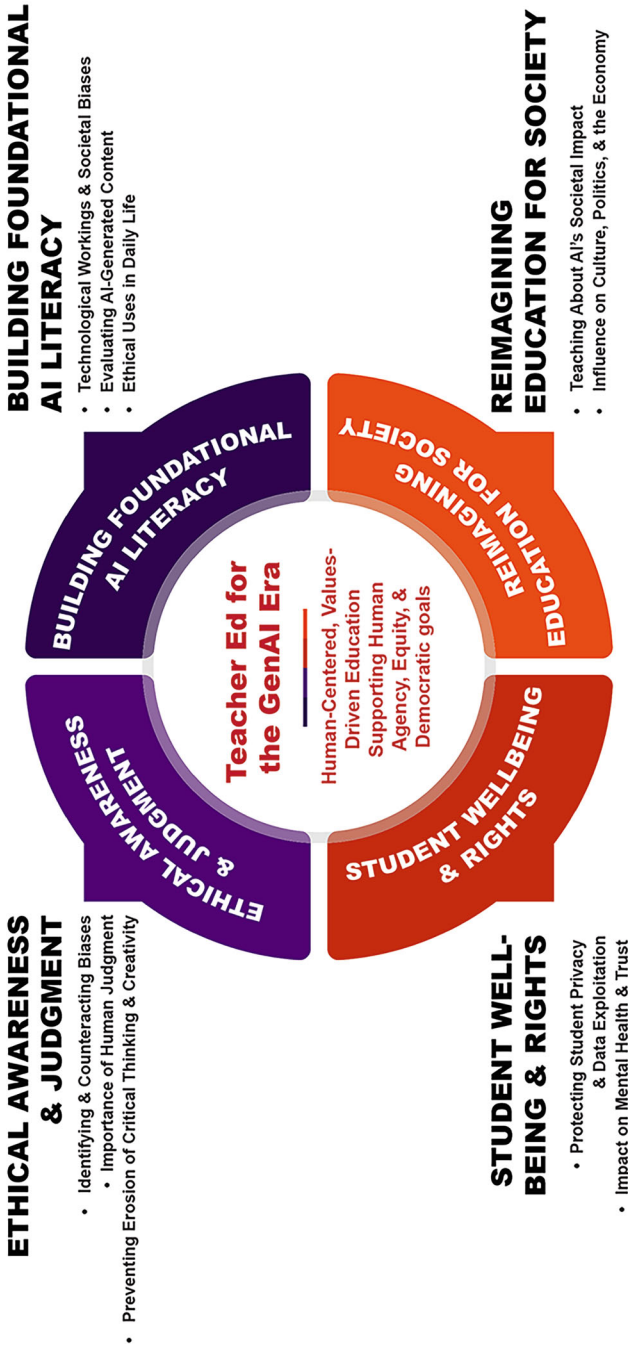 ETHICAL AWARENESS
& JUDGMENT
• Identifying & Counteracting Biases
• Importance of Human Judgment
• Preventing Erosion of Critical Thinking & Creativity
BUILDING FOUNDATIONAL
AI LITERACY
• Technological Workings & Societal Biases
• Evaluating AI-Generated Content
• Ethical Uses in Daily Life
ETHICAL AWARENESS
& JUDGMENT
BUILDING FOUNDATIONAL
AI LITERACY
Teacher Ed for
the GenAI Era
Human-Centered, Values-
Driven Education
Supporting Human
Agency, Equity, &
Democratic goals
STUDENT WELLBEING
& RIGHTS
REIMAGINING
EDUCATION FOR SOCIETY
STUDENT WELL-
BEING & RIGHTS
• Protecting Student Privacy
& Data Exploitation
• Impact on Mental Health & Trust
REIMAGINING
EDUCATION FOR SOCIETY
• Teaching About AI's Societal Impact
• Influence on Culture, Politics, & the Economy